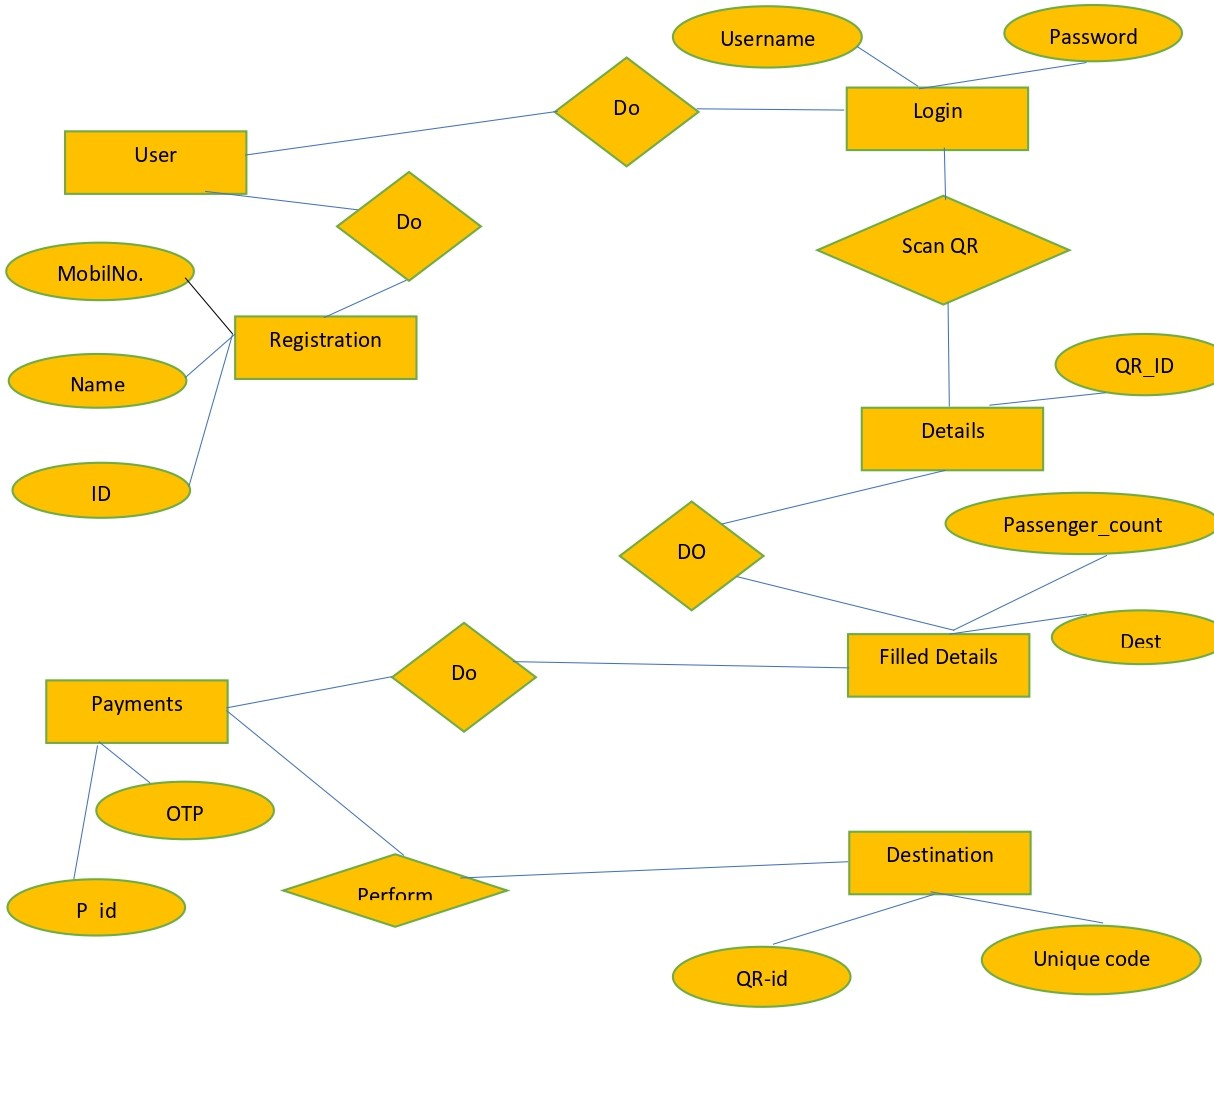 Username
Password
Do
Login
User
Do
Scan QR
MobilNo.
Registration
QR_ID
Name
Details
ID
Passenger_count
DO
Dest
Filled Details
Do
Payments
OTP
Destination
Perform
P_id
Unique code
QR-id